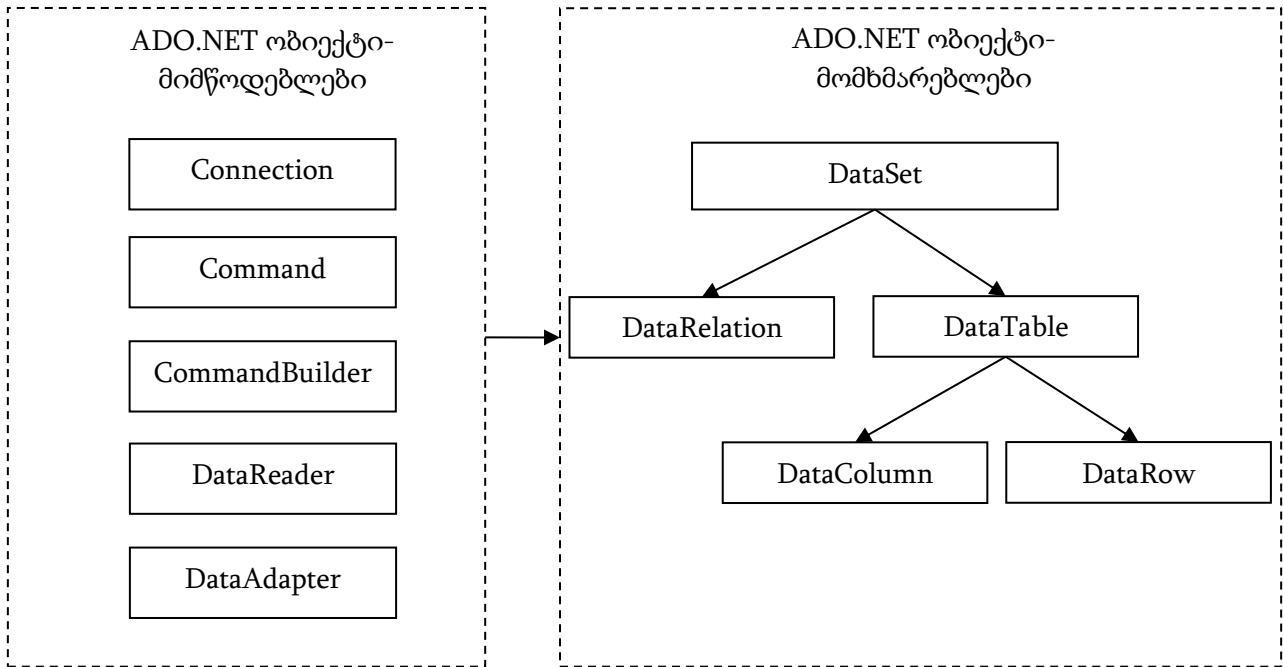 ADO.NET ობიექტი-
მიმწოდებლები
Connection
Command
CommandBuilder
DataReader
DataAdapter
ADO.NET ობიექტი-
მომხმარებლები
DataSet
DataRelation
DataTable
DataColumn
DataRow